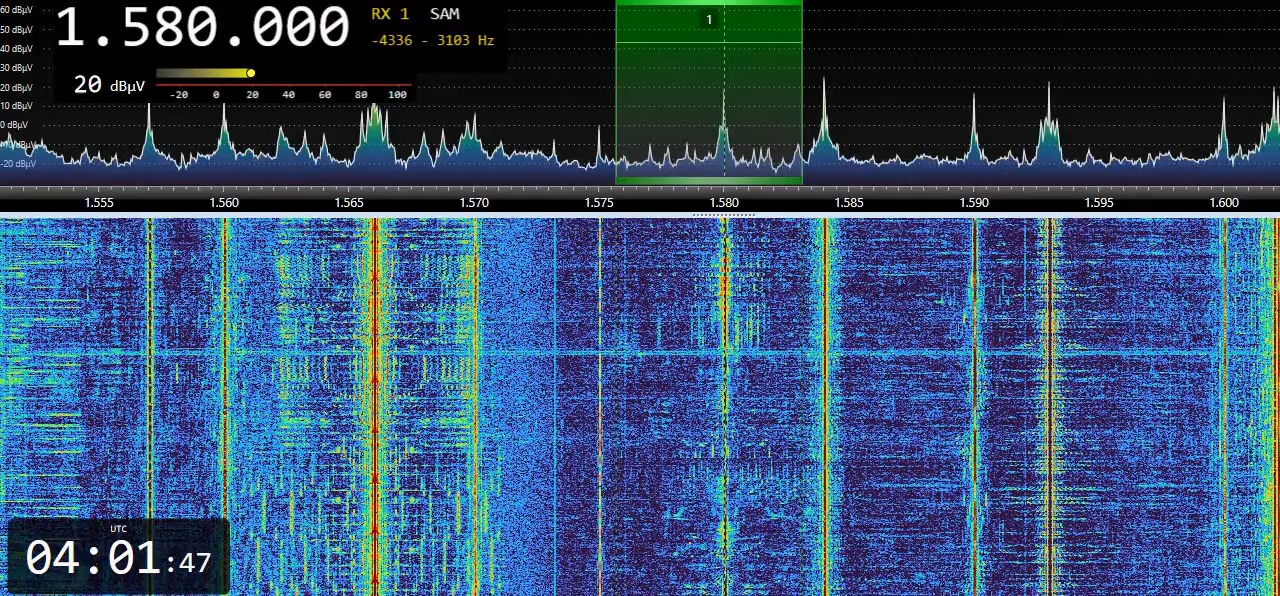 60 dBµV
50 dBµV
40 dBµV
30 dBµV
20 dBµV
10 dBµV
0 dBµV
-10 dBµV
-20 dBµV
1.580.000
RX 1 SAM
-4336 - 3103 Hz
20 dBµV
-20 0 20 40 60 80 100
1
1.555 1.560 1.565 1.570 1.575 1.580 1.585 1.590 1.595 1.600
UTC
04:01:47